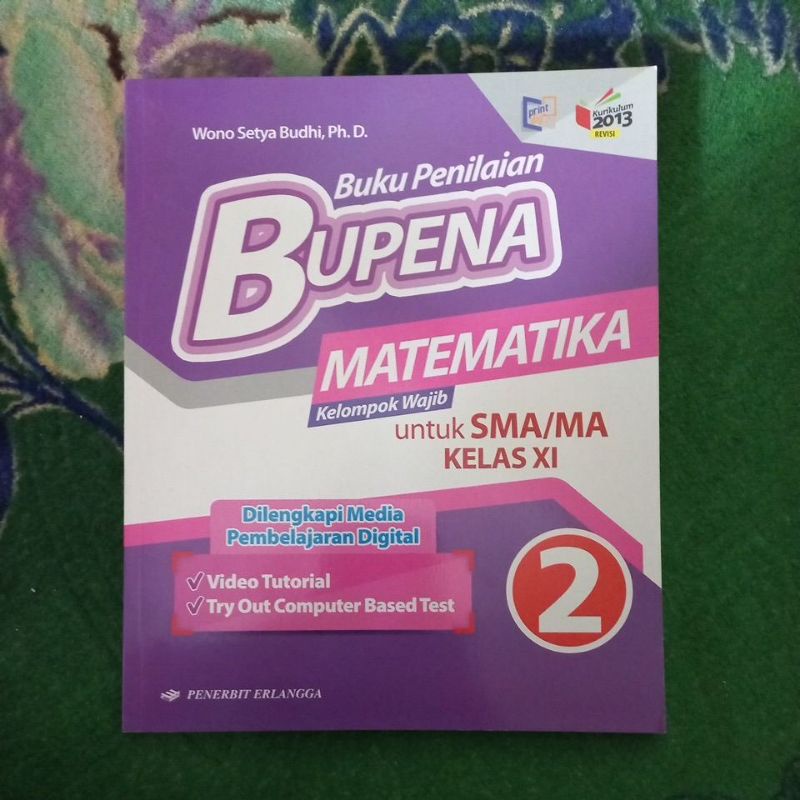 Wono Setya Budhi, Ph. D.
print
Kurikulum
2013
REVISI
Buku Penilaian
BUPENA
MATEMATIKA
Kelompok Wajib
untuk SMA/MA
KELAS XI
Dilengkapi Media
Pembelajaran Digital
Video Tutorial
Try Out Computer Based Test
2
PENERBIT ERLANGGA